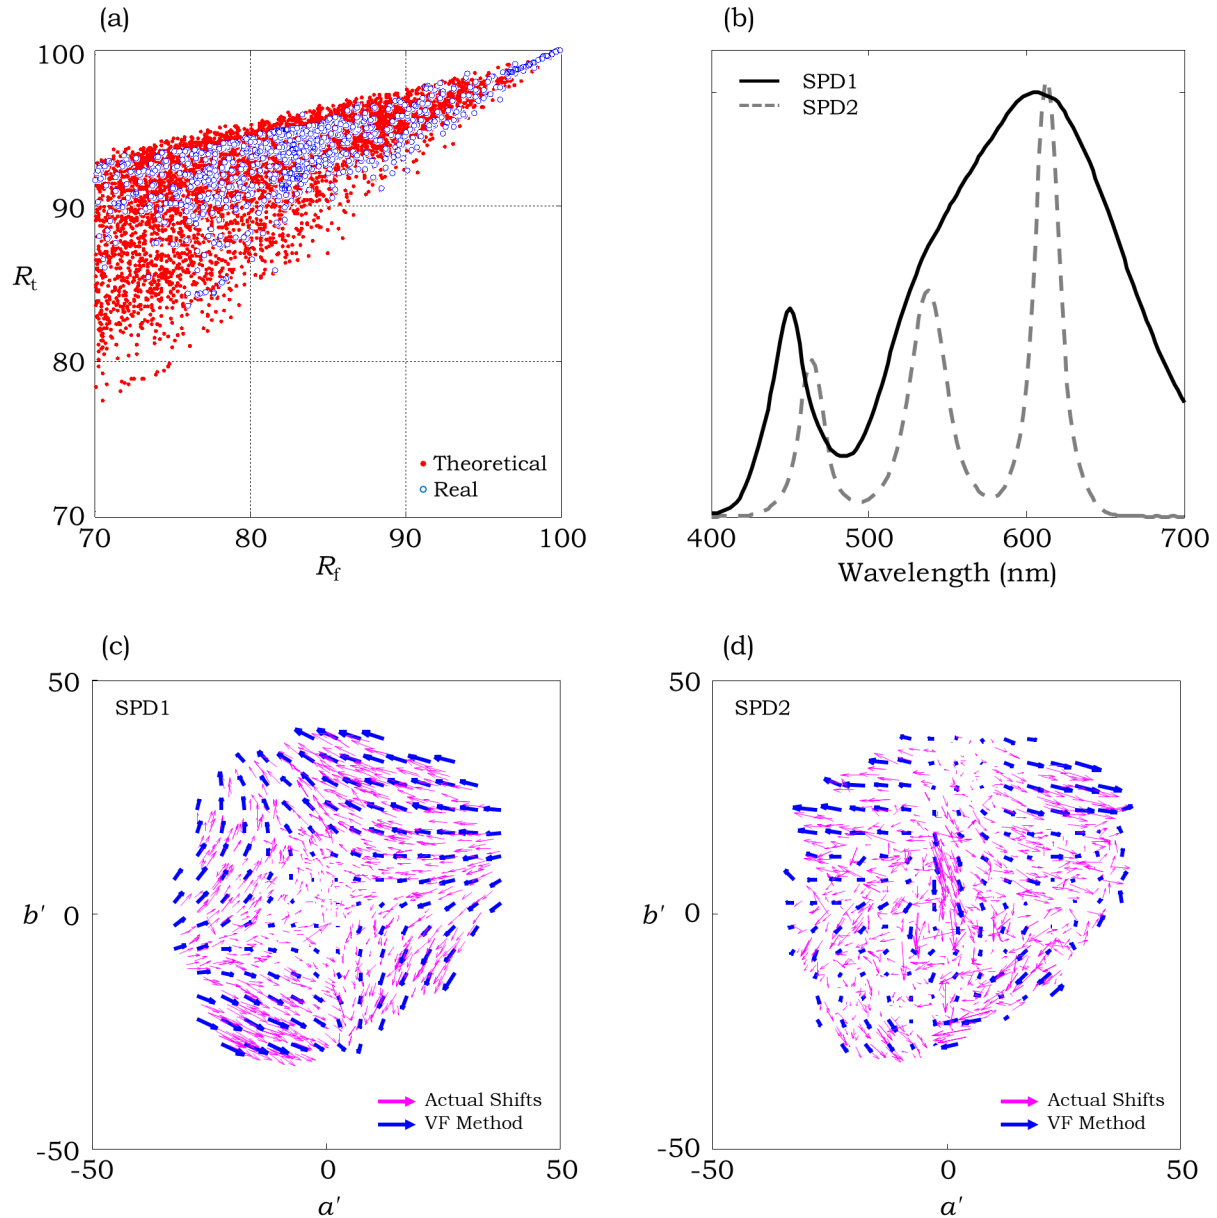 (a)
100
90
80
70
R_t
70 80 90 100
R_f
Theoretical
Real
(b)
SPD1
SPD2
400 500 600 700
Wavelength (nm)
(c)
50
0
-50
b′
SPD1
Actual Shifts
VF Method
-50 0 50
a′
(d)
50
0
-50
b′
SPD2
Actual Shifts
VF Method
-50 0 50
a′